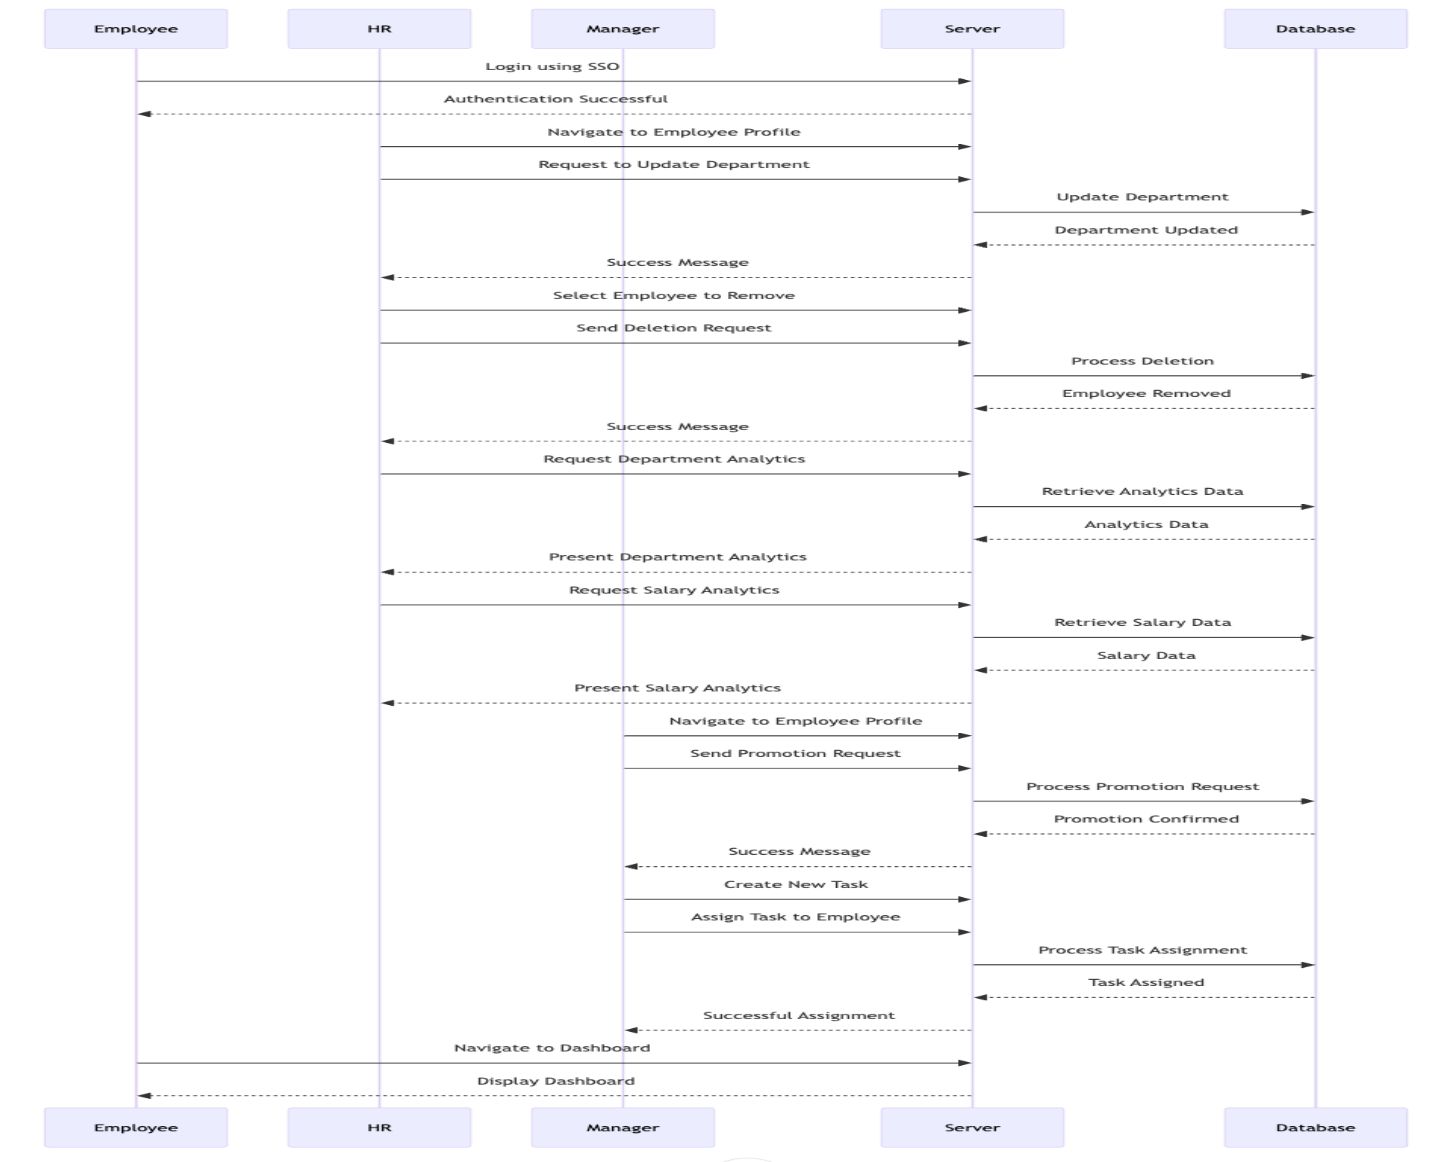 Employee HR Manager Server Database
Login using SSO
Authentication Successful
Navigate to Employee Profile
Request to Update Department
Update Department
Department Updated
Success Message
Select Employee to Remove
Send Deletion Request
Process Deletion
Employee Removed
Success Message
Request Department Analytics
Retrieve Analytics Data
Analytics Data
Present Department Analytics
Request Salary Analytics
Retrieve Salary Data
Salary Data
Present Salary Analytics
Navigate to Employee Profile
Send Promotion Request
Process Promotion Request
Promotion Confirmed
Success Message
Create New Task
Assign Task to Employee
Process Task Assignment
Task Assigned
Successful Assignment
Navigate to Dashboard
Display Dashboard
Employee HR Manager Server Database